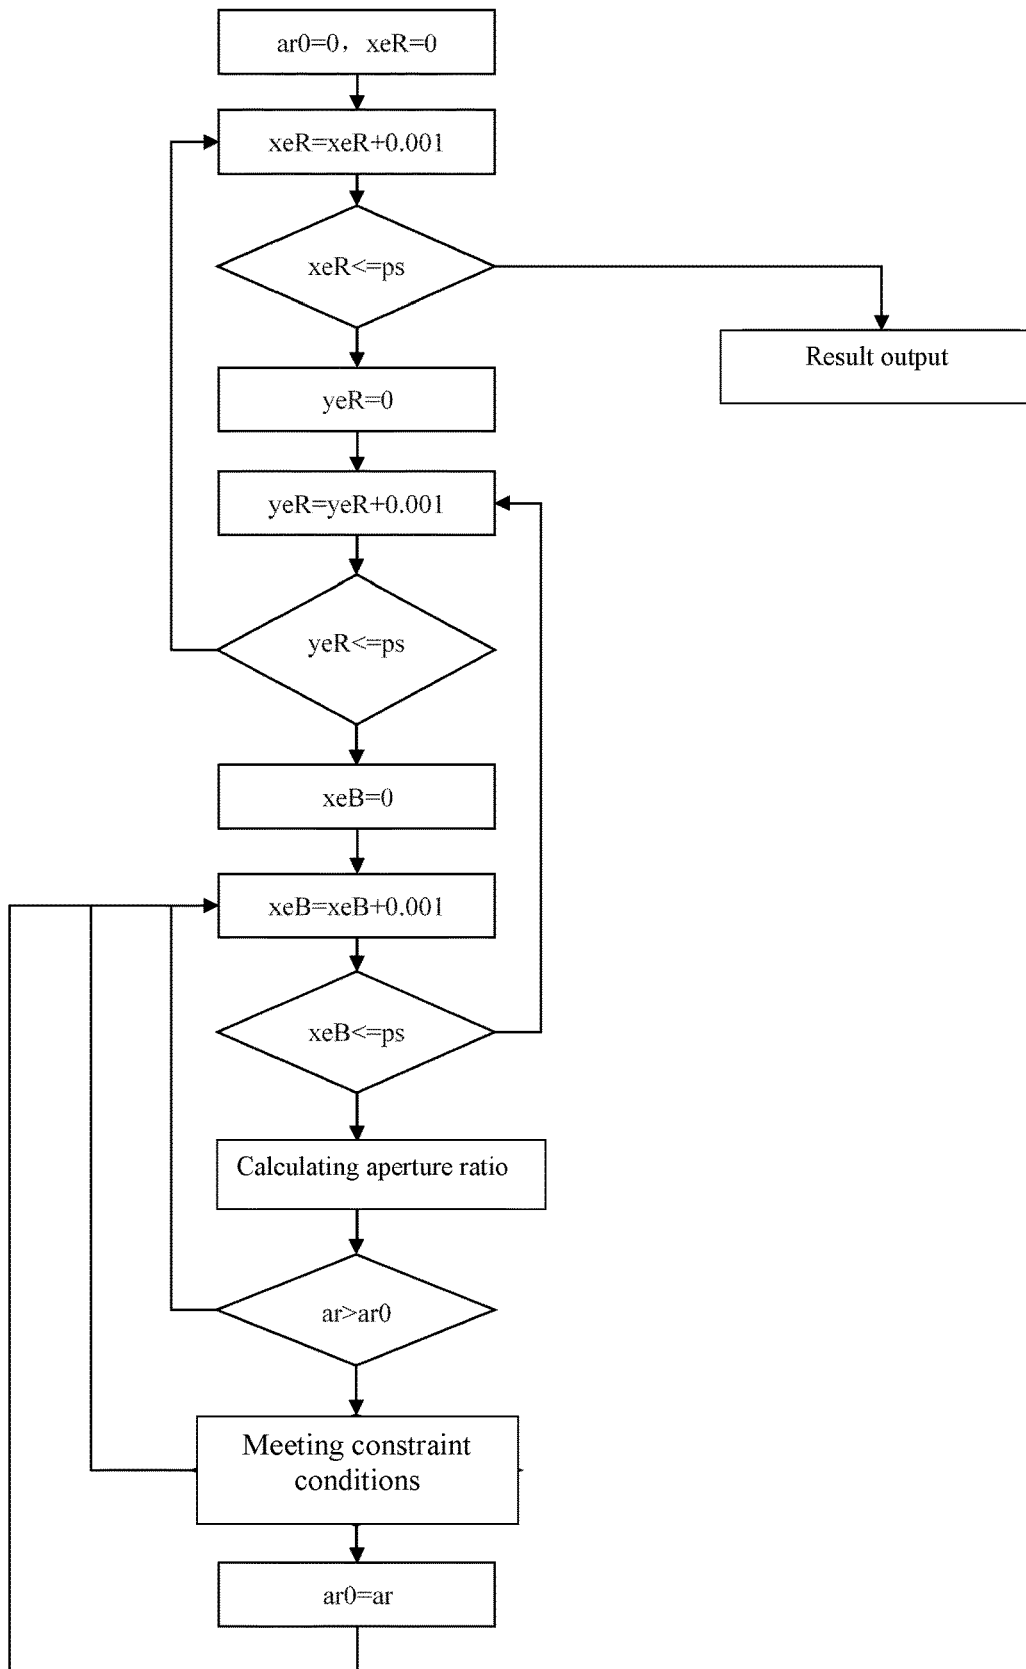 ar0=0，xeR=0
xeR=xeR+0.001
xeR<=ps
Result output
yeR=0
yeR=yeR+0.001
yeR<=ps
xeB=0
xeB=xeB+0.001
xeB<=ps
Calculating aperture ratio
ar>ar0
Meeting constraint
conditions
ar0=ar